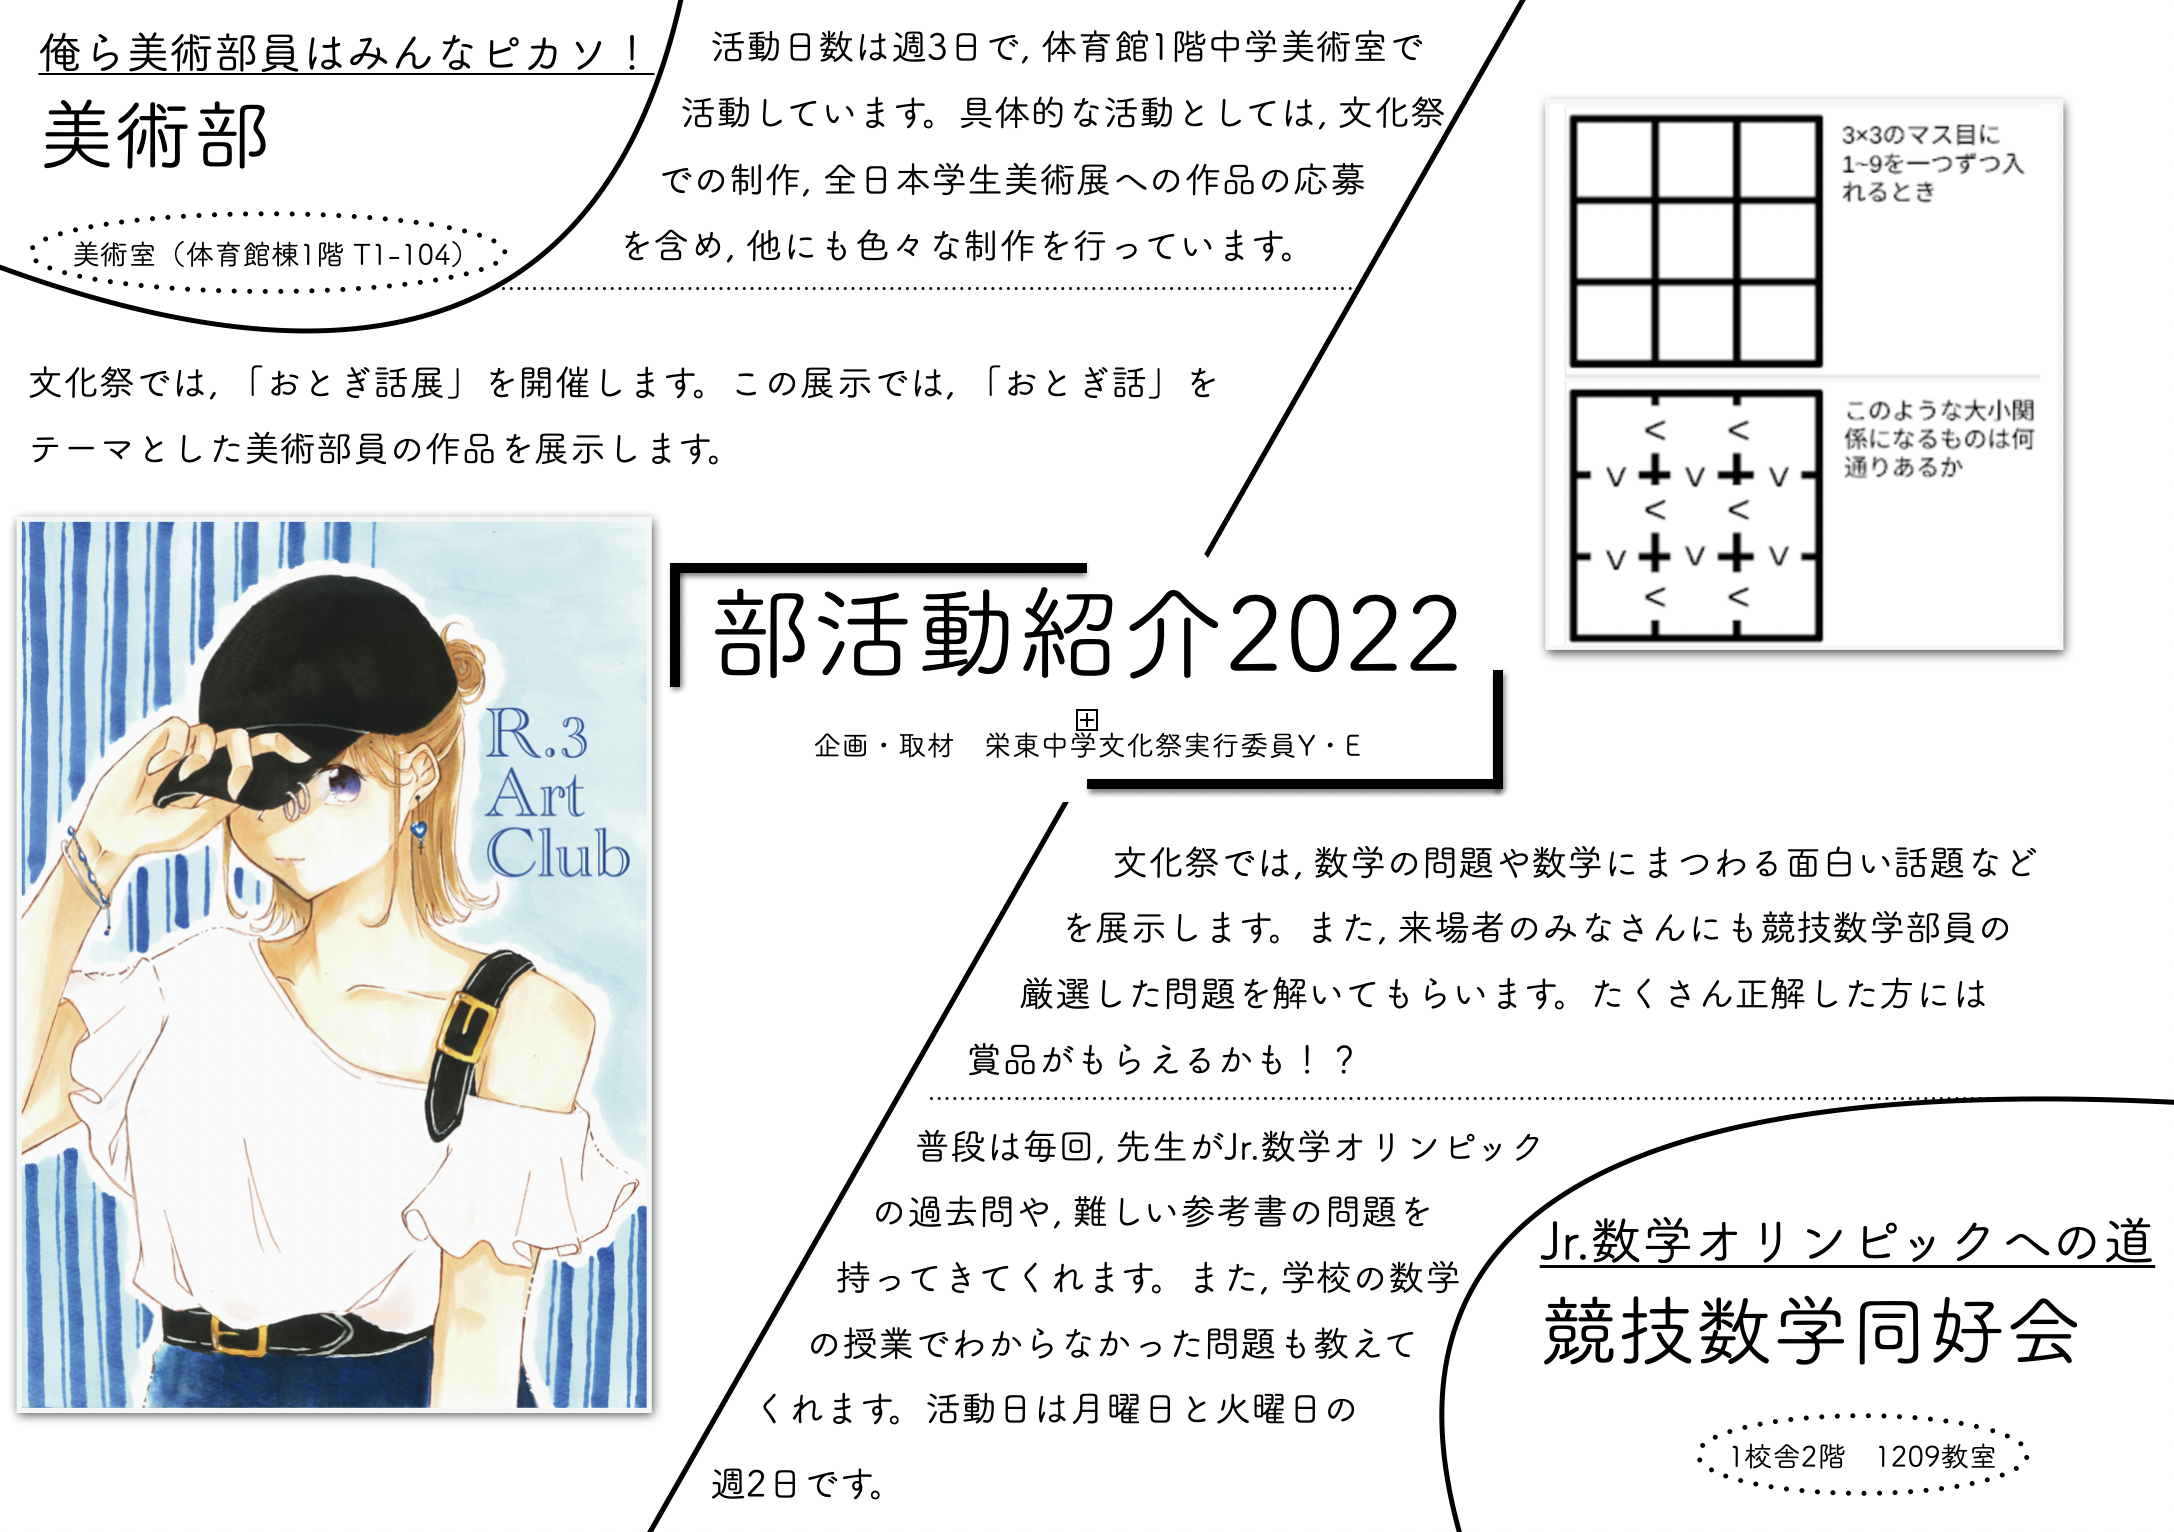 俺ら美術部員はみんなピカソ！
美術部
美術室（体育館棟1階 T1-104）
活動日数は週3日で, 体育館1階中学美術室で
活動しています。具体的な活動としては, 文化祭
での制作, 全日本学生美術展への作品の応募
を含め, 他にも色々な制作を行っています。
文化祭では, 「おとぎ話展」を開催します。この展示では, 「おとぎ話」を
テーマとした美術部員の作品を展示します。
R.3
Art
Club
3×3のマス目に
1~9を一つずつ入
れるとき
< <
∨ ∨ ∨
< <
∨ ∨ ∨
< <
このような大小関
係になるものは何
通りあるか
部活動紹介2022
企画・取材　栄東中学文化祭実行委員Y・E
文化祭では, 数学の問題や数学にまつわる面白い話題など
を展示します。また, 来場者のみなさんにも競技数学部員の
厳選した問題を解いてもらいます。たくさん正解した方には
賞品がもらえるかも！？
普段は毎回, 先生がJr.数学オリンピック
の過去問や, 難しい参考書の問題を
持ってきてくれます。また, 学校の数学
の授業でわからなかった問題も教えて
くれます。活動日は月曜日と火曜日の
週2日です。
Jr.数学オリンピックへの道
競技数学同好会
1校舎2階　1209教室